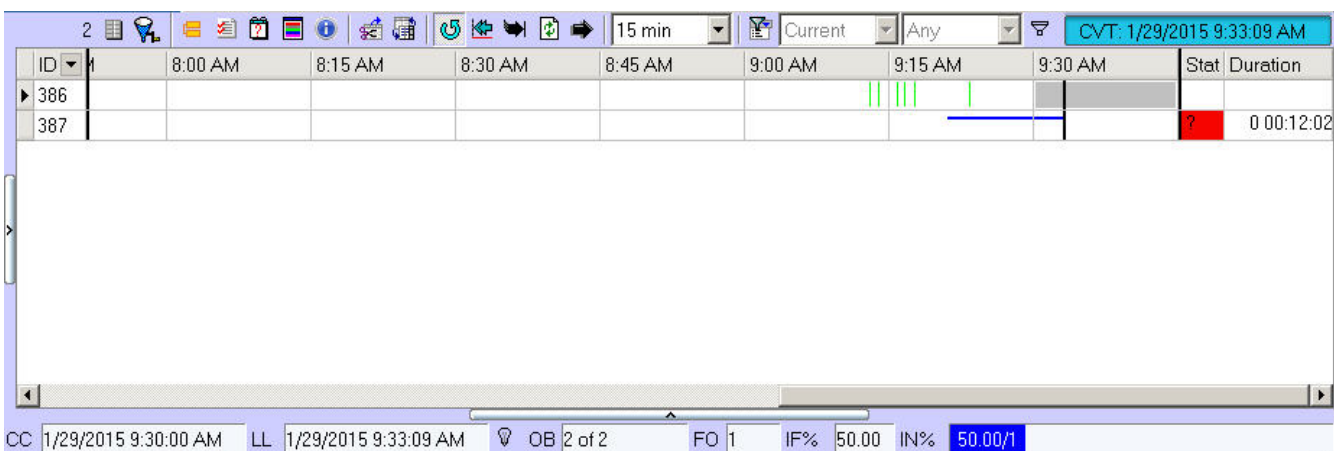 2 15 min Current Any CVT: 1/29/2015 9:33:09 AM
ID 8:00 AM 8:15 AM 8:30 AM 8:45 AM 9:00 AM 9:15 AM 9:30 AM Stat Duration
386
387 ? 0 00:12:02
CC 1/29/2015 9:30:00 AM LL 1/29/2015 9:33:09 AM OB 2 of 2 FO 1 IF% 50.00 IN% 50.00/1